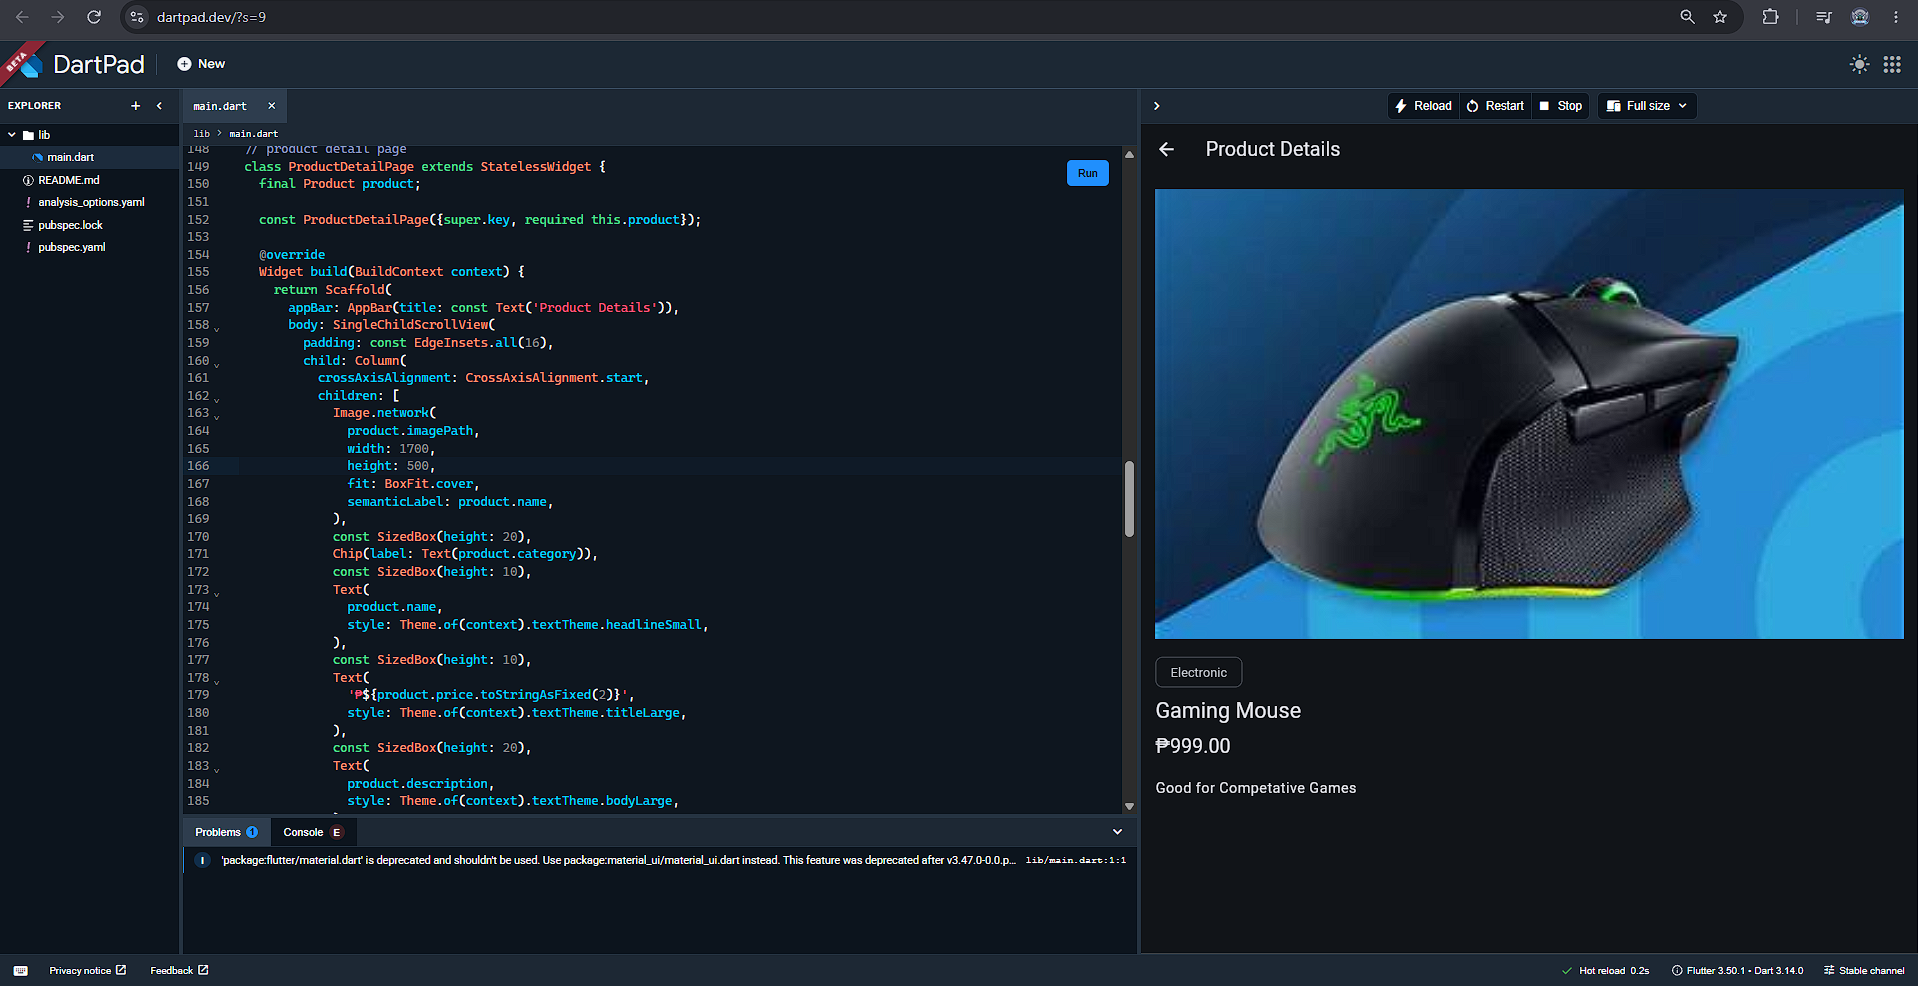 dartpad.dev/?s=9
BETA
DartPad
New
EXPLORER
lib
main.dart
README.md
analysis_options.yaml
pubspec.lock
pubspec.yaml
main.dart
lib > main.dart
148 // product detail page
149 class ProductDetailPage extends StatelessWidget {
150 final Product product;
151
152 const ProductDetailPage({super.key, required this.product});
153
154 @override
155 Widget build(BuildContext context) {
156 return Scaffold(
157 appBar: AppBar(title: const Text('Product Details')),
158 body: SingleChildScrollView(
159 padding: const EdgeInsets.all(16),
160 child: Column(
161 crossAxisAlignment: CrossAxisAlignment.start,
162 children: [
163 Image.network(
164 product.imagePath,
165 width: 1700,
166 height: 500,
167 fit: BoxFit.cover,
168 semanticLabel: product.name,
169 ),
170 const SizedBox(height: 20),
171 Chip(label: Text(product.category)),
172 const SizedBox(height: 10),
173 Text(
174 product.name,
175 style: Theme.of(context).textTheme.headlineSmall,
176 ),
177 const SizedBox(height: 10),
178 Text(
179 '₱${product.price.toStringAsFixed(2)}',
180 style: Theme.of(context).textTheme.titleLarge,
181 ),
182 const SizedBox(height: 20),
183 Text(
184 product.description,
185 style: Theme.of(context).textTheme.bodyLarge,
Run
Problems 1
Console E
'package:flutter/material.dart' is deprecated and shouldn't be used. Use package:material_ui/material_ui.dart instead. This feature was deprecated after v3.47.0-0.0.p... lib/main.dart:1:1
Reload
Restart
Stop
Full size
Product Details
Electronic
Gaming Mouse
₱999.00
Good for Competative Games
Privacy notice
Feedback
Hot reload 0.2s
Flutter 3.50.1 • Dart 3.14.0
Stable channel